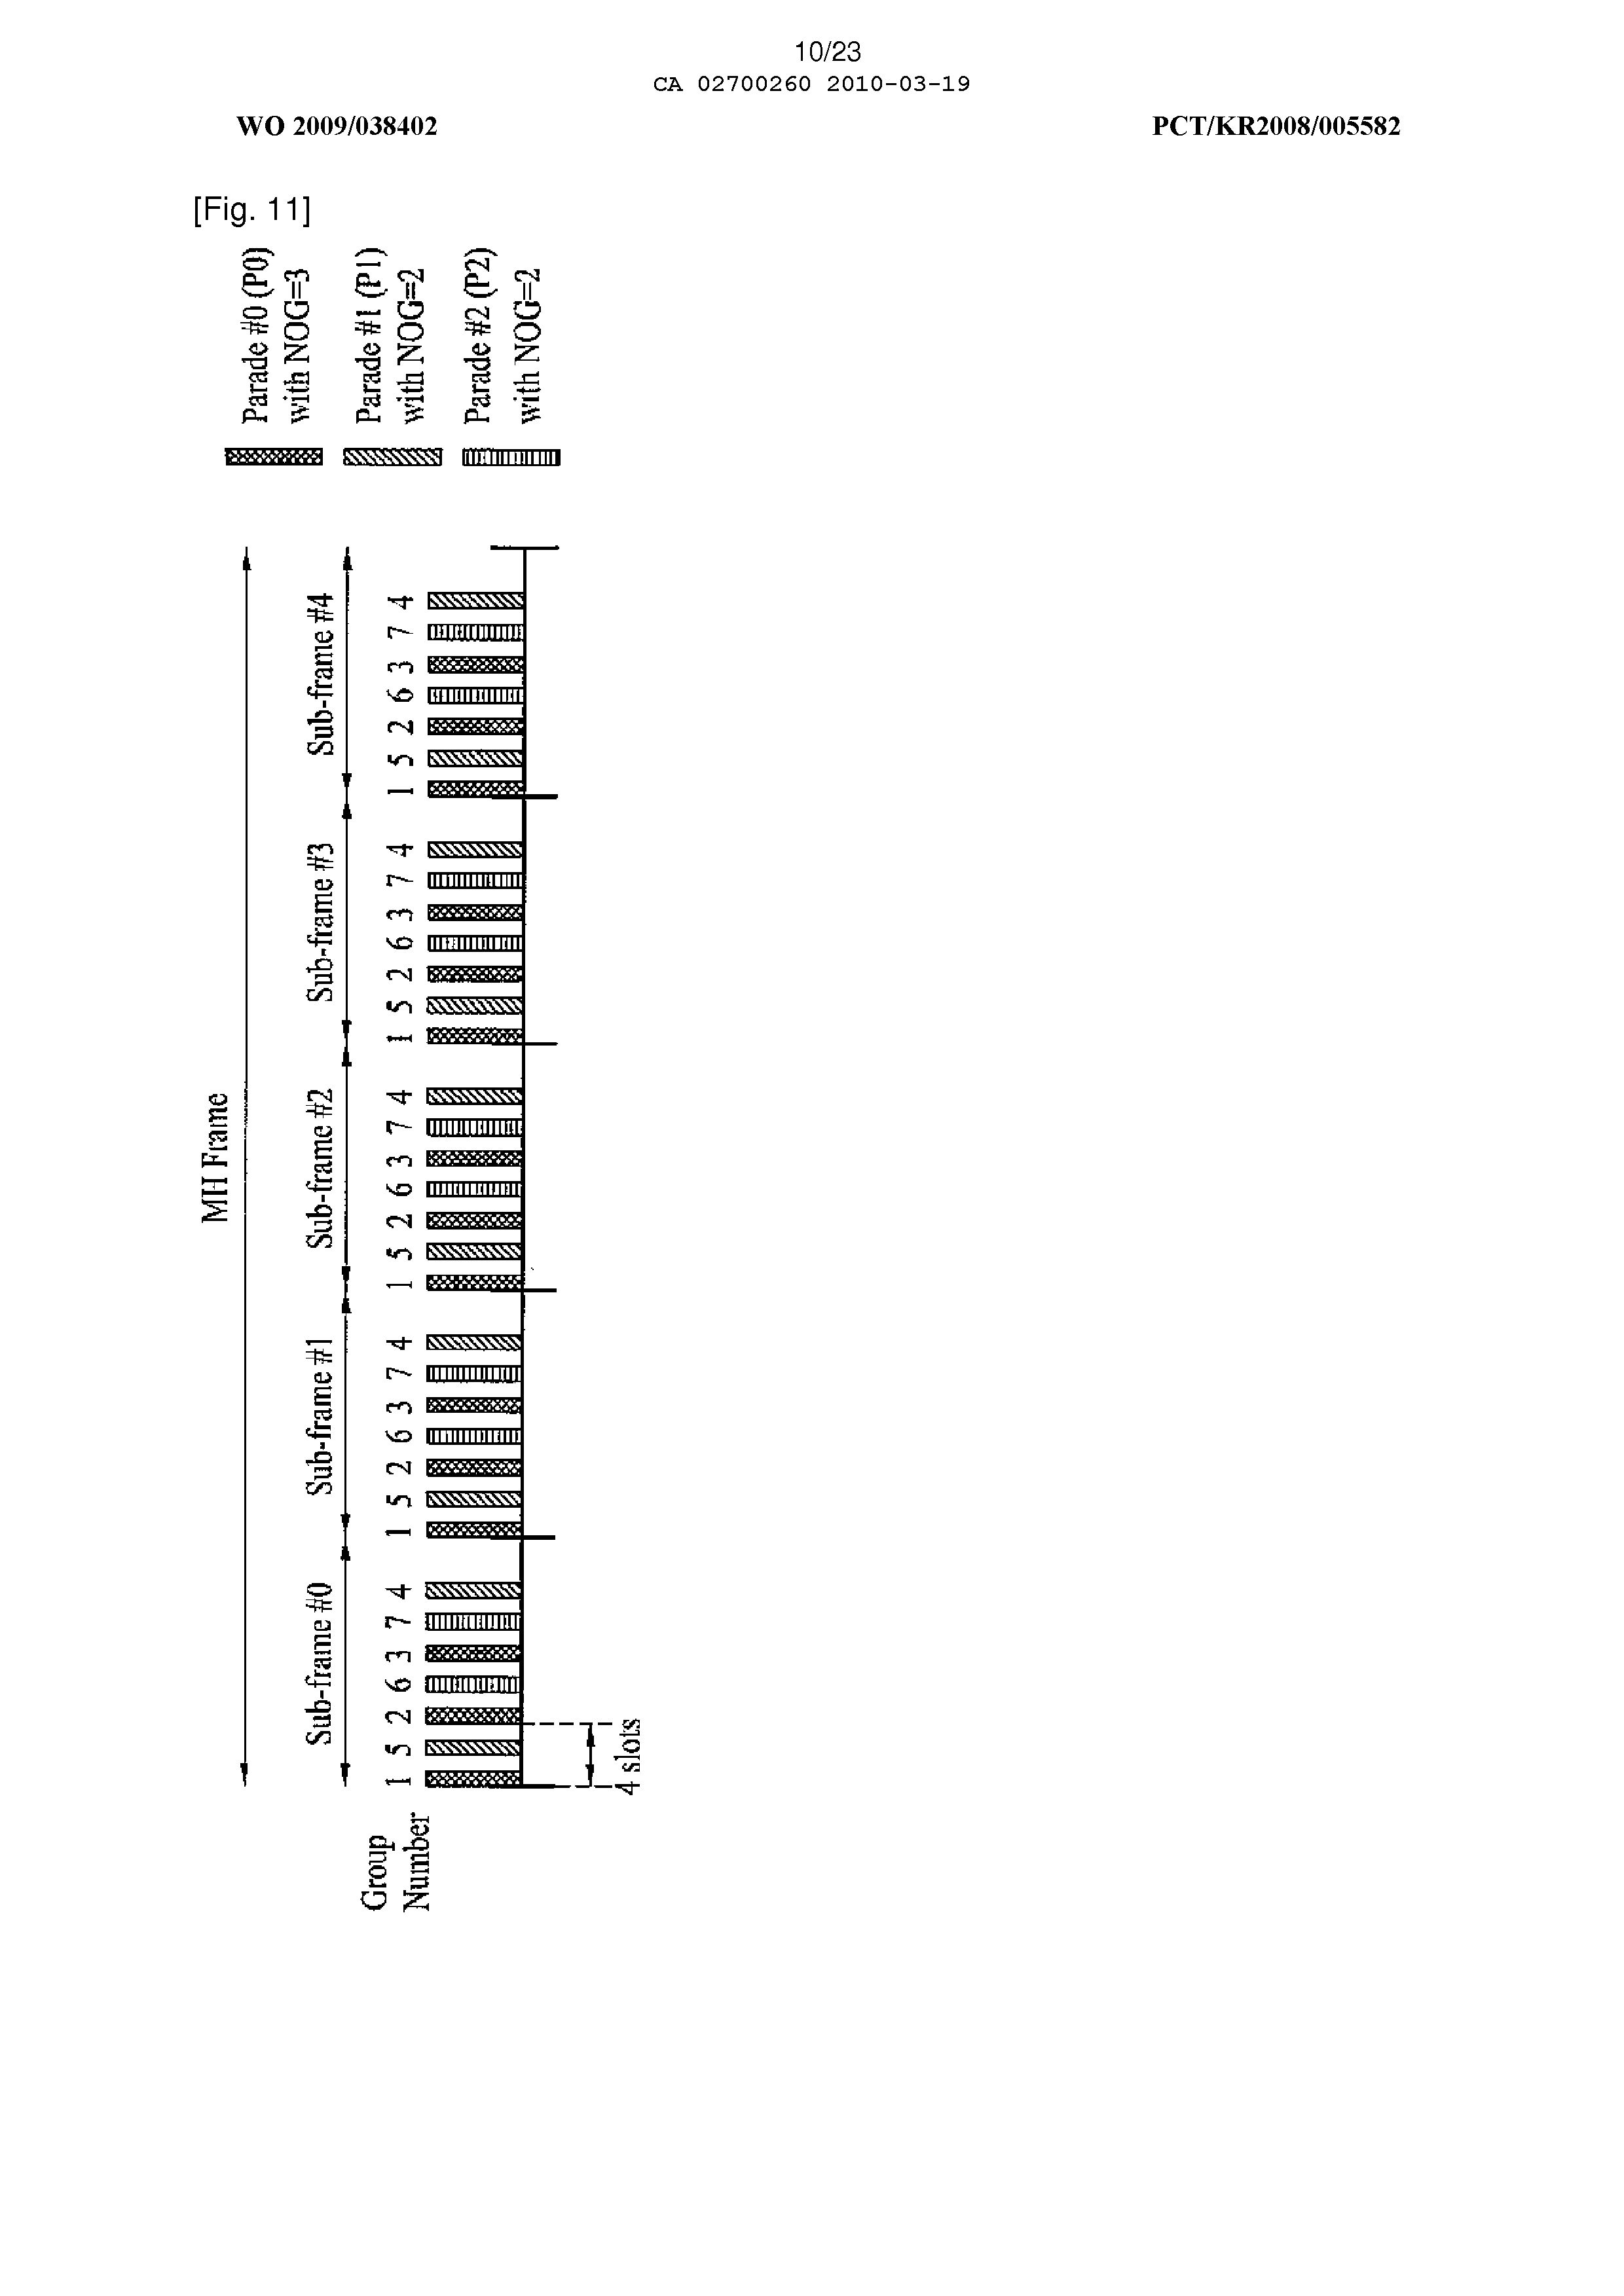 10/23
CA 02700260 2010-03-19
WO 2009/038402
PCT/KR2008/005582
[Fig. 11]
MH Frame
Sub-frame #0
Sub-frame #1
Sub-frame #2
Sub-frame #3
Sub-frame #4
Group
Number
1 5 2 6 3 7 4
1 5 2 6 3 7 4
1 5 2 6 3 7 4
1 5 2 6 3 7 4
1 5 2 6 3 7 4
4 slots
Parade #0 (P0)
with NOG=3
Parade #1 (P1)
with NOG=2
Parade #2 (P2)
with NOG=2